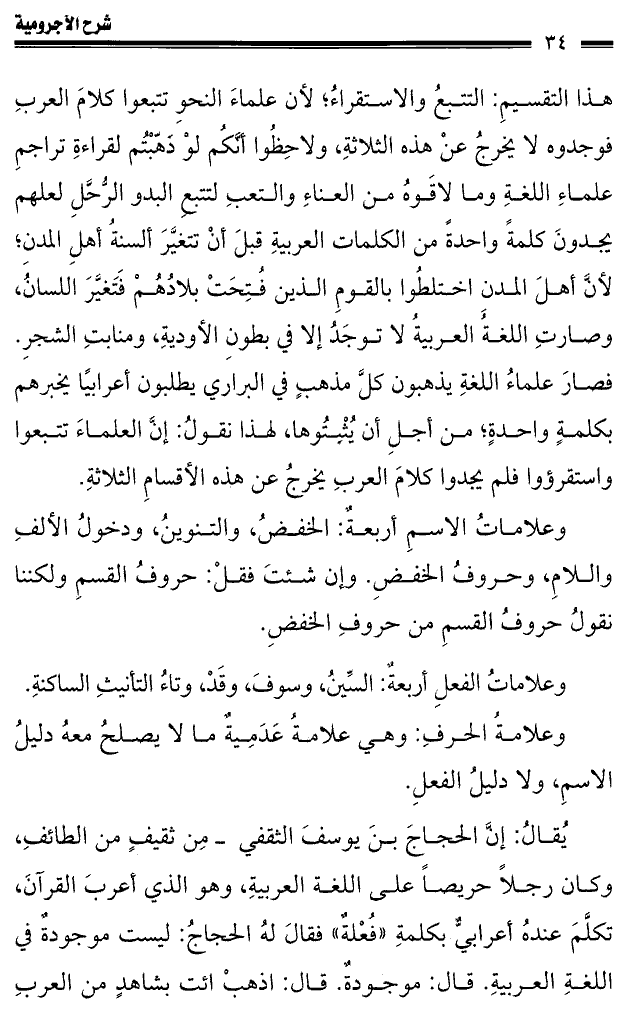 شرح الآجرومية
٣٤
هذا التقسيمِ: التتبعُ والاستقراءُ؛ لأن علماءَ النحوِ تتبعوا كلامَ العربِ
فوجدوه لا يخرجُ عنْ هذه الثلاثةِ، ولاحِظُوا أنَّكُم لوْ ذَهَبْتُم لقراءةِ تراجمِ
علماءِ اللغةِ وما لاقَوهُ من العناءِ والتعبِ لتتبعِ البدوِ الرُّحَّلِ لعلهم
يجدونَ كلمةً واحدةً من الكلماتِ العربيةِ قبلَ أنْ تتغيَّرَ ألسنةُ أهلِ المدنِ؛
لأنَّ أهلَ المدنِ اختلطُوا بالقومِ الذين فُتِحَتْ بلادُهُمْ فَتَغيَّرَ اللسانُ،
وصارتِ اللغةُ العربيةُ لا توجَدُ إلا في بطونِ الأوديةِ، ومنابتِ الشجرِ.
فصارَ علماءُ اللغةِ يذهبون كلَّ مذهبٍ في البراري يطلبون أعرابيًا يخبرهم
بكلمةٍ واحدةٍ؛ من أجلِ أن يُثْبِتُوها، لهذا نقولُ: إنَّ العلماءَ تتبعوا
واستقرؤوا فلم يجدوا كلامَ العربِ يخرجُ عن هذه الأقسامِ الثلاثةِ.
وعلاماتُ الاسمِ أربعةٌ: الخفضُ، والتنوينُ، ودخولُ الألفِ
واللامِ، وحروفُ الخفضِ. وإن شئتَ فقلْ: حروفُ القسمِ ولكننا
نقولُ حروفُ القسمِ من حروفِ الخفضِ.
وعلاماتُ الفعلِ أربعةٌ: السِّينُ، وسوفَ، وقَدْ، وتاءُ التأنيثِ الساكنةِ.
وعلامةُ الحرفِ: وهي علامةٌ عَدَمِيةٌ ما لا يصلحُ معهُ دليلُ
الاسمِ، ولا دليلُ الفعلِ.
يُقالُ: إنَّ الحجاجَ بنَ يوسفَ الثقفي - مِن ثقيفٍ من الطائفِ،
وكان رجلاً حريصاً على اللغة العربيةِ، وهو الذي أعربَ القرآنَ،
تكلَّمَ عندهُ أعرابيٌّ بكلمةِ «فُعْلةٌ» فقالَ لهُ الحجاجُ: ليست موجودةً في
اللغةِ العربيةِ. قال: موجودةٌ. قال: اذهبْ ائت بشاهدٍ من العربِ